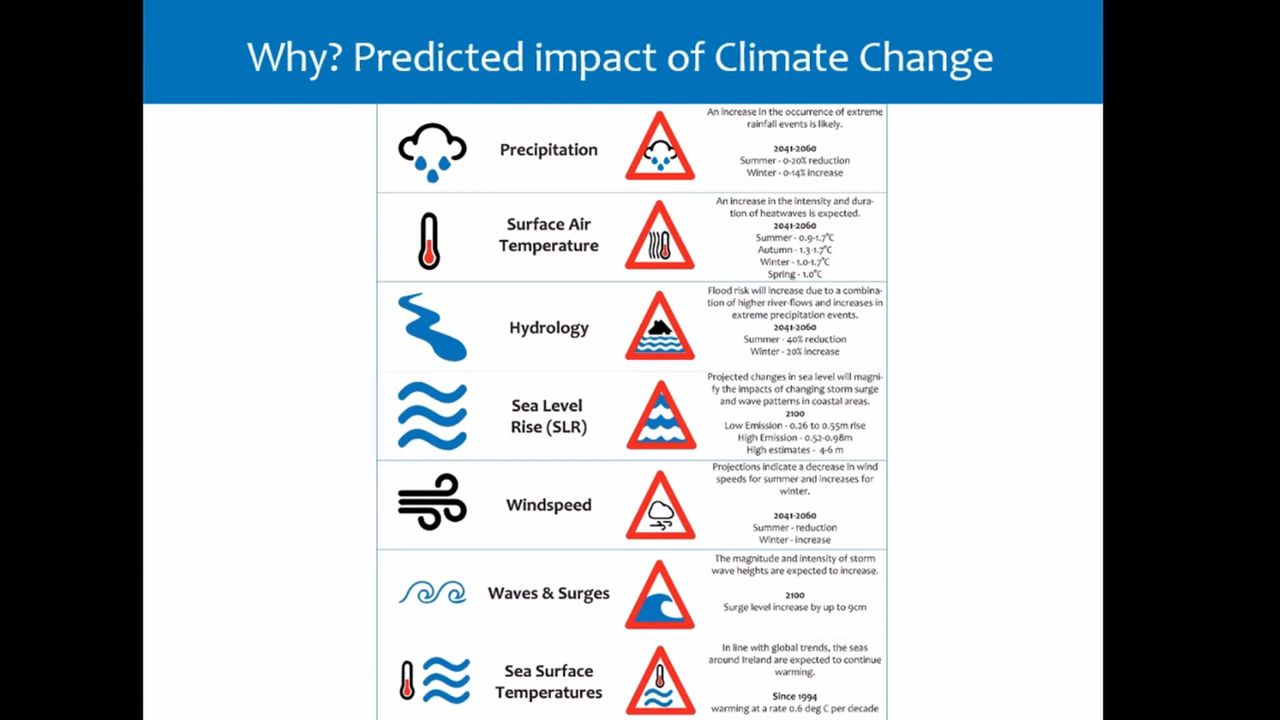 Why? Predicted impact of Climate Change
Precipitation
An increase in the occurrence of extreme
rainfall events is likely.
2041-2060
Summer - 0-20% reduction
Winter - 0-14% increase
Surface Air
Temperature
An increase in the intensity and dura-
tion of heatwaves is expected.
2041-2060
Summer - 0.9-1.7°C
Autumn - 1.3-1.7°C
Winter - 1.0-1.7°C
Spring - 1.0°C
Hydrology
Flood risk will increase due to a combina-
tion of higher river-flows and increases in
extreme precipitation events.
2041-2060
Summer - 40% reduction
Winter - 20% increase
Sea Level
Rise (SLR)
Projected changes in sea level will magni-
fy the impacts of changing storm surge
and wave patterns in coastal areas.
2100
Low Emission - 0.26 to 0.55m rise
High Emission - 0.52-0.98m
High estimates - 4-6 m
Windspeed
Projections indicate a decrease in wind
speeds for summer and increases for
winter.
2041-2060
Summer - reduction
Winter - increase
Waves & Surges
The magnitude and intensity of storm
wave heights are expected to increase.
2100
Surge level increase by up to 9cm
Sea Surface
Temperatures
In line with global trends, the seas
around Ireland are expected to continue
warming.
Since 1994
warming at a rate 0.6 deg C per decade